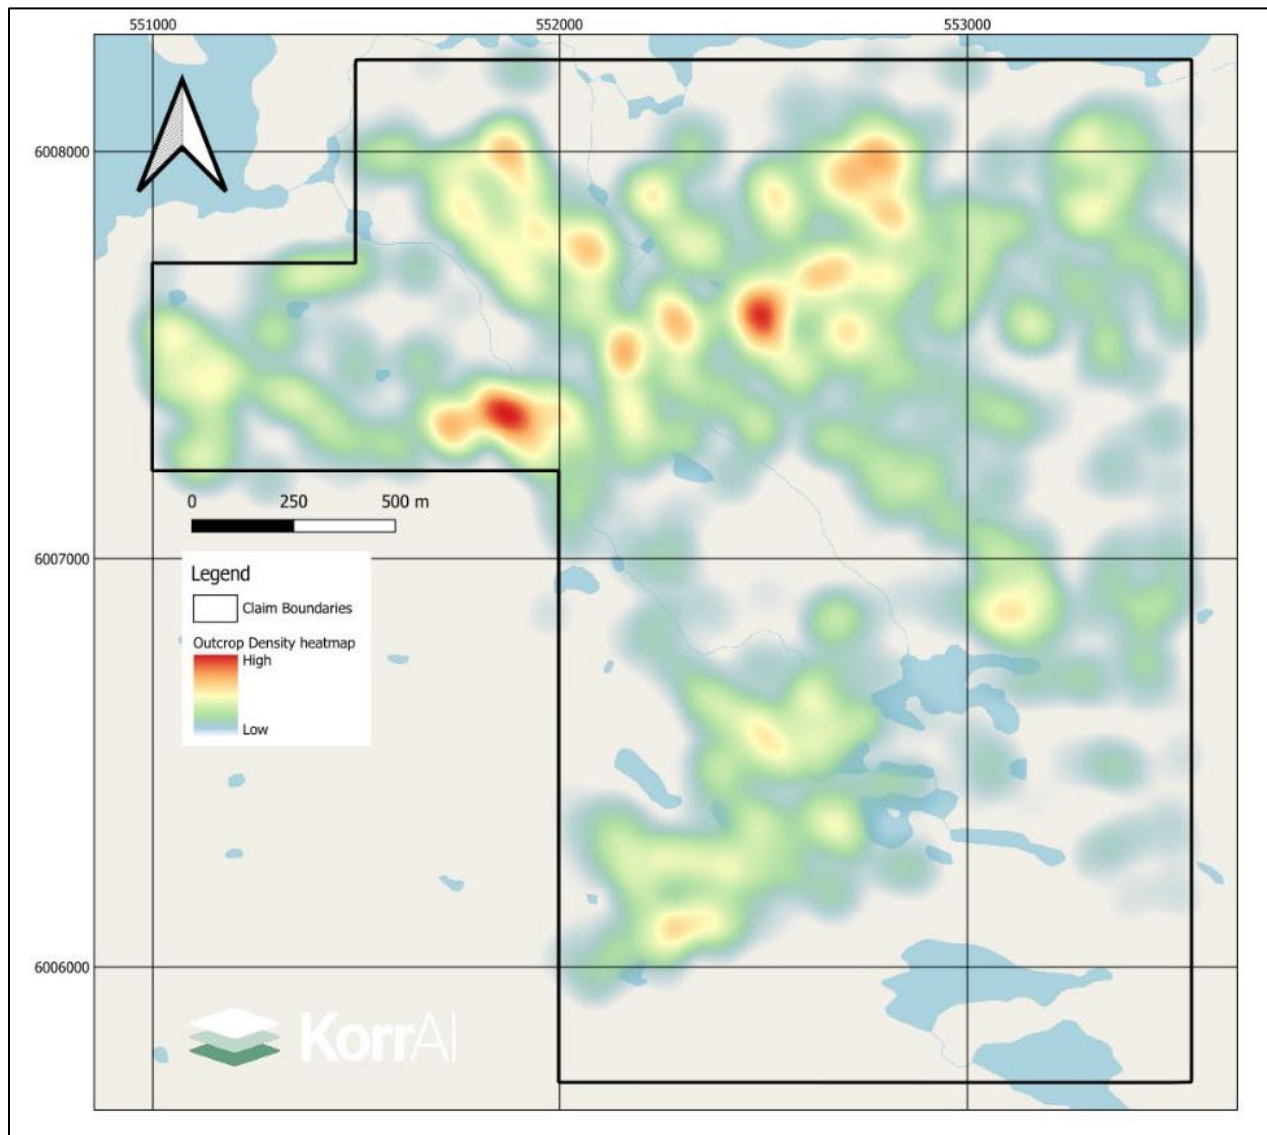 551000 552000 553000
6008000
0 250 500 m
6007000
Legend
Claim Boundaries
Outcrop Density heatmap
High
Low
6006000
KorrAI